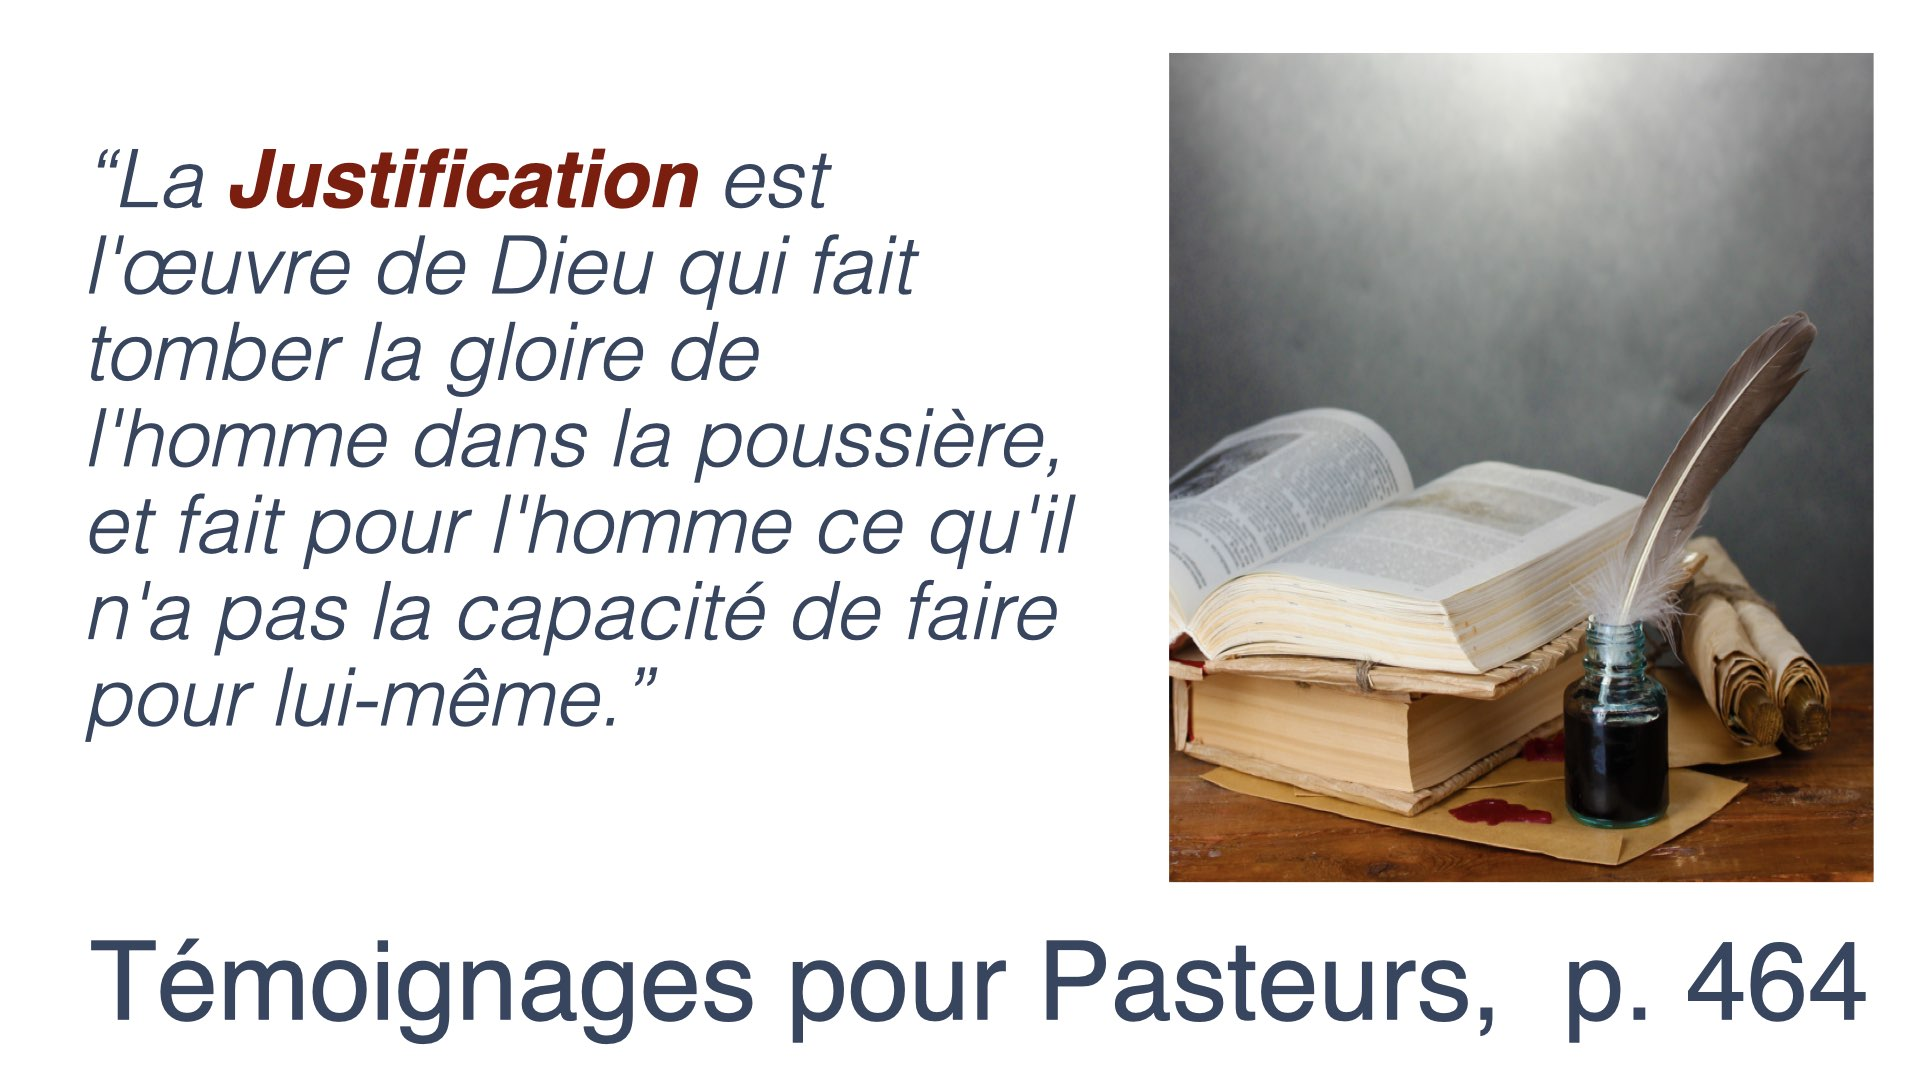 “La Justification est
l'œuvre de Dieu qui fait
tomber la gloire de
l'homme dans la poussière,
et fait pour l'homme ce qu'il
n'a pas la capacité de faire
pour lui-même.”
Témoignages pour Pasteurs,  p. 464